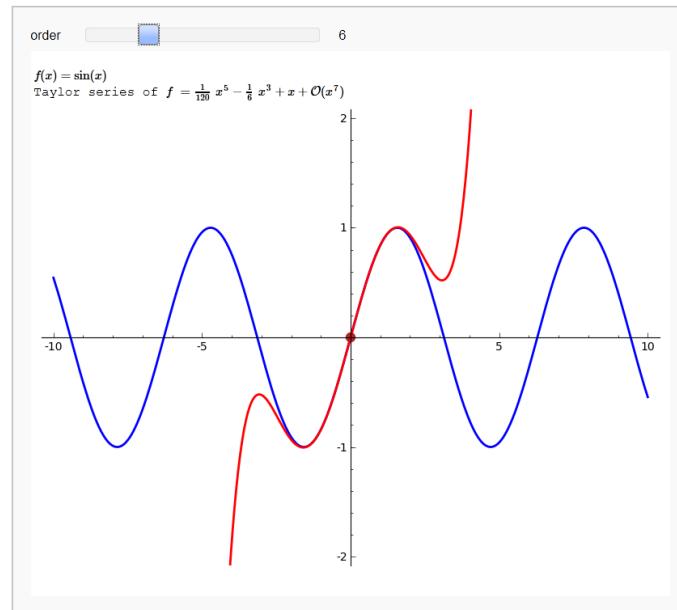 order 6
f(x) = sin(x)
Taylor series of f = 1/120 x^5 − 1/6 x^3 + x + O(x^7)
2
1
-10 -5 5 10
-1
-2